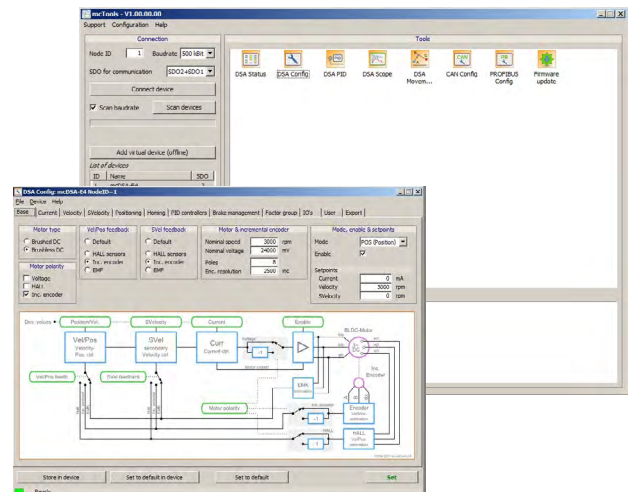 mcTools - V1.00.00.00
Support Configuration Help
Connection
Tools
Node ID 1 Baudrate 500 kBit
SDO for communication SDO2+SDO1
Connect device
Scan baudrate Scan devices
Add virtual device (offline)
List of devices
ID Name SDO
DSA Status
DSA Config
DSA PID
DSA Scope
DSA Movem...
CAN Config
PROFIBUS Config
Firmware update
DSA Config: mcDSA-E4 NodeID=1
File Device Help
Base Current Velocity SVelocity Positioning Homing PID controllers Brake management Factor group IO's User Export
Motor type
Brushed DC
Brushless DC
Motor polarity
Voltage
HALL
Inc. encoder
Vel/Pos feedback
Default
HALL sensors
Inc. encoder
EMF
SVel feedback
Default
HALL sensors
Inc. encoder
EMF
Motor & incremental encoder
Nominal speed 3000 rpm
Nominal voltage 24000 mV
Poles 8
Enc. resolution 2500 inc
Mode, enable & setpoints
Mode POS (Position)
Enable
Setpoints
Current 0 mA
Velocity 3000 rpm
SVelocity 0 rpm
Dev. values
Position/Vel.
SVelocity
Current
Enable
Vel/Pos
Velocity-
Pos. ctrl
SVel
secondary
Velocity ctrl
Curr
Current ctrl
Voltage
-1
BLDC-Motor
Inc.
Encoder
A B
Motor polarity
Encoder
-1
HALL
-1
Store in device
Set to default in device
Set to default
Set